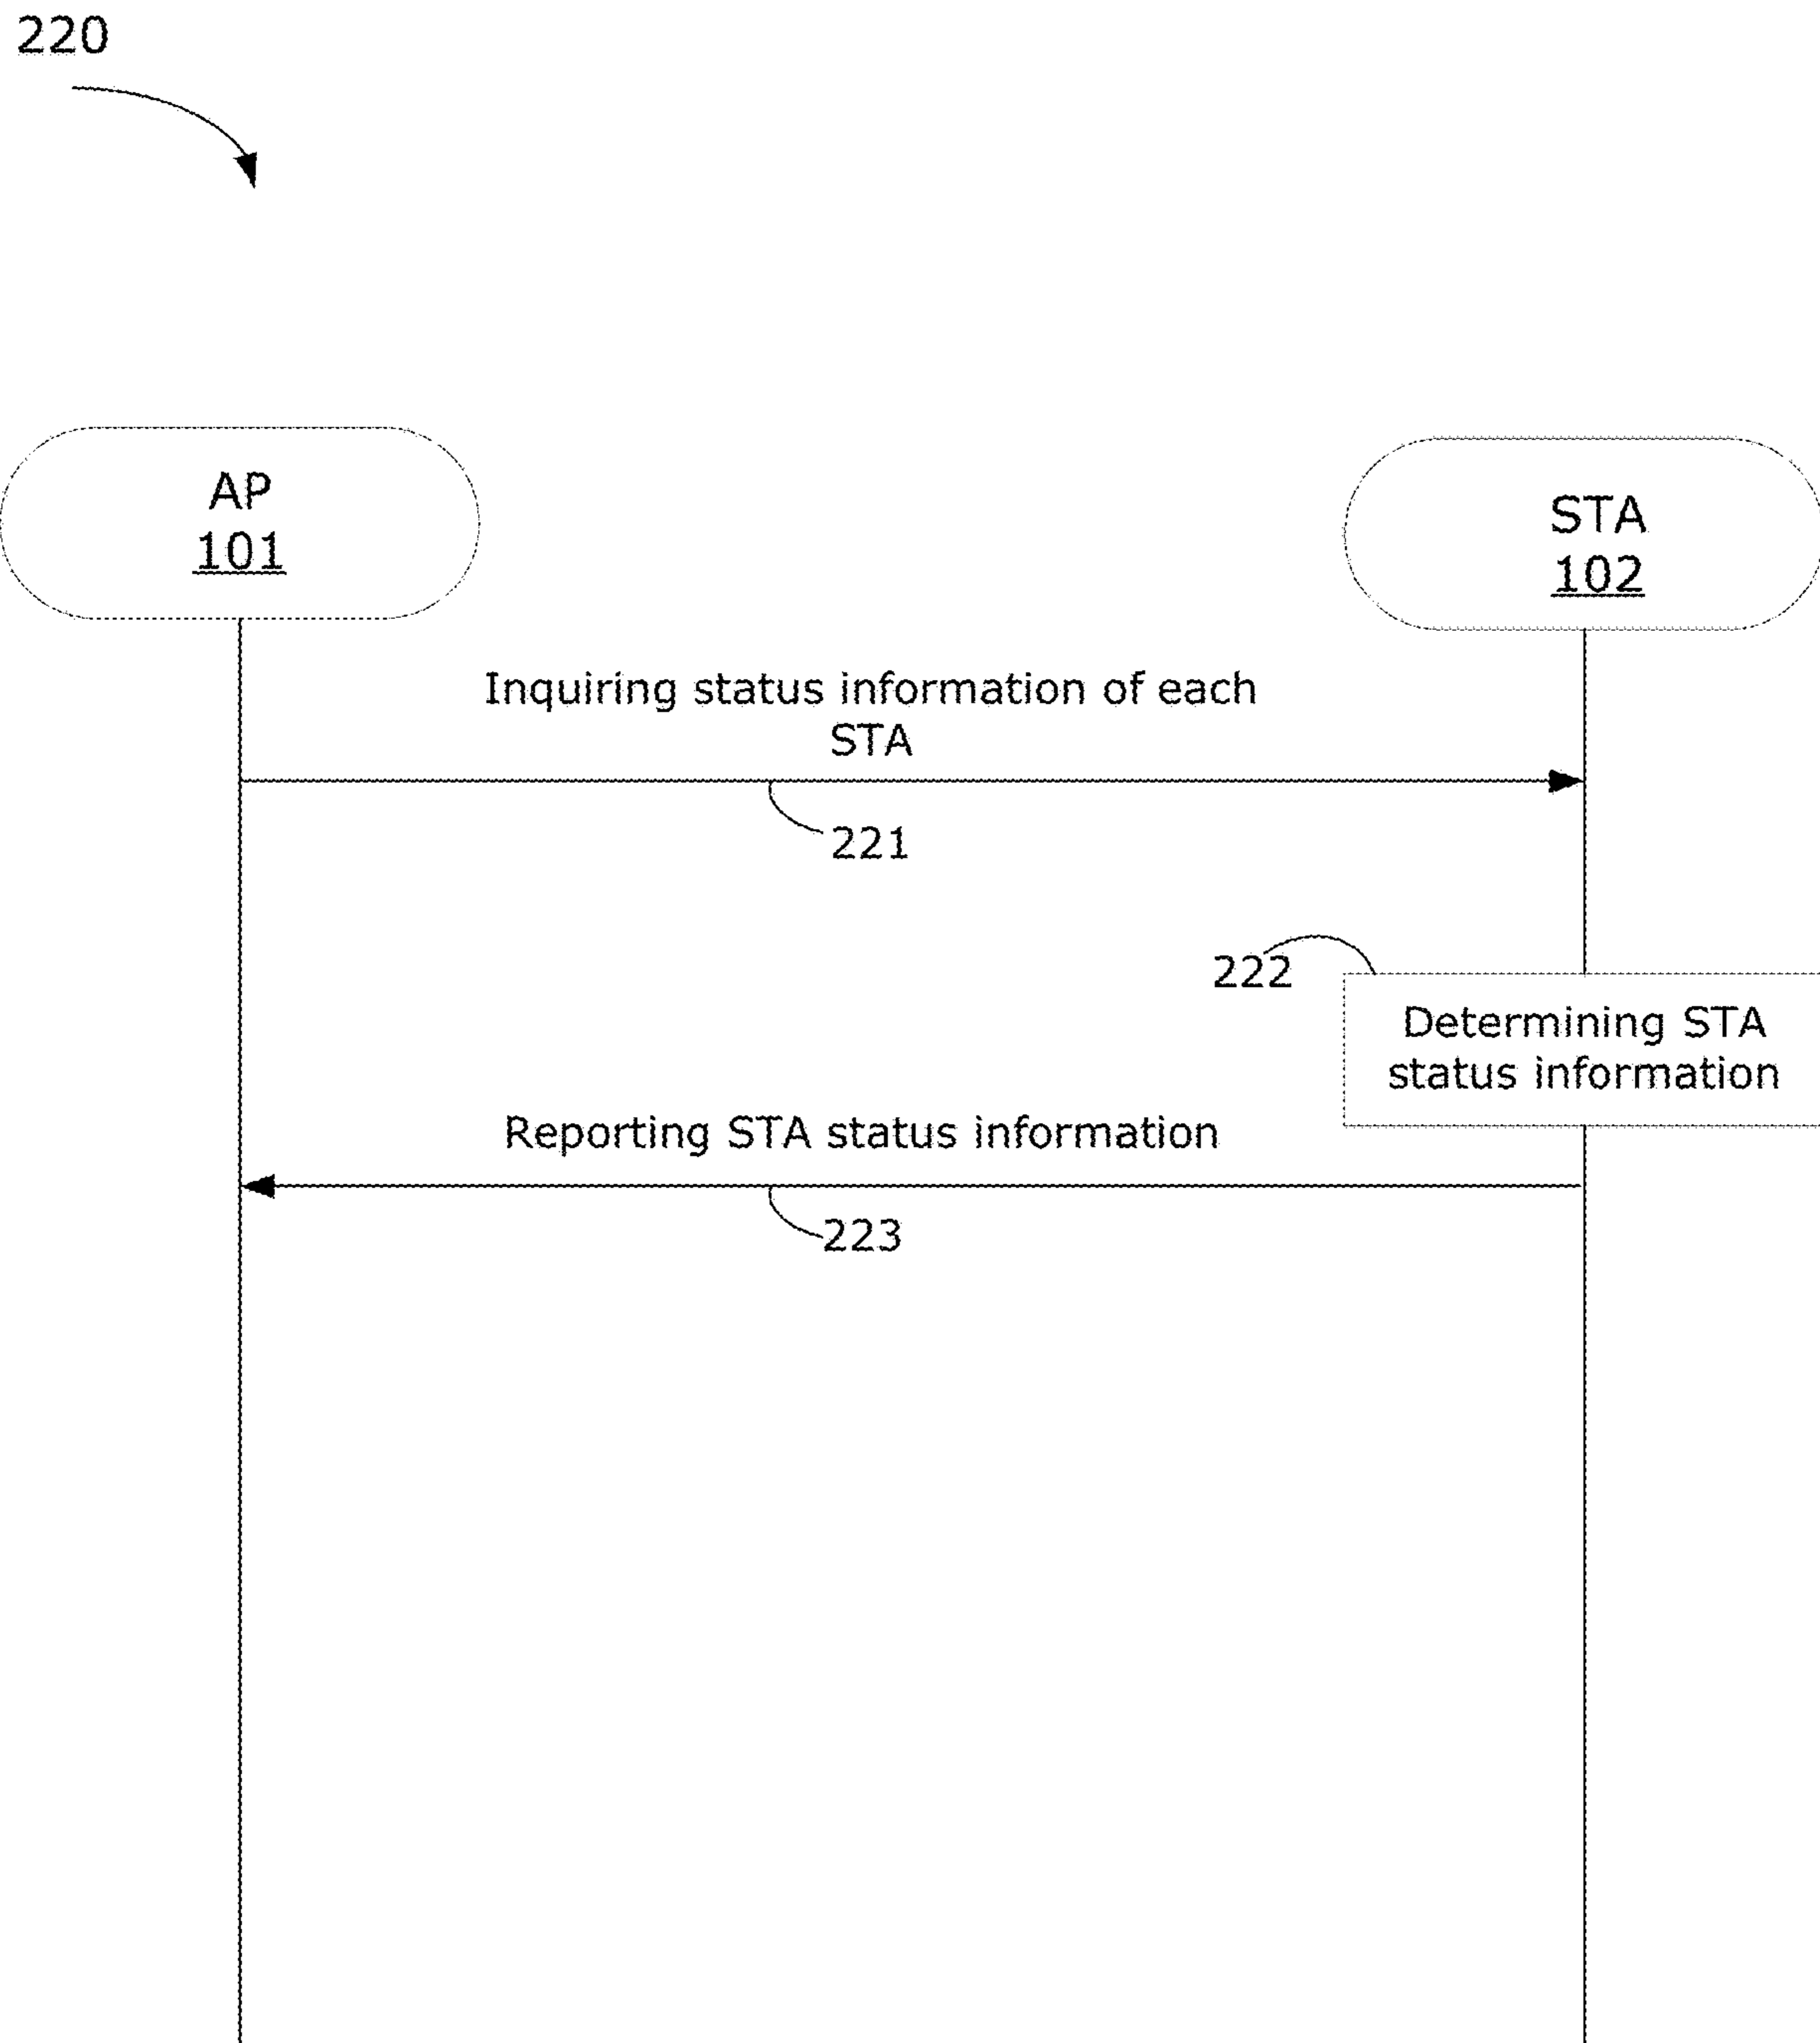 220
AP
101
STA
102
Inquiring status information of each
STA
221
222
Determining STA
status information
Reporting STA status information
223